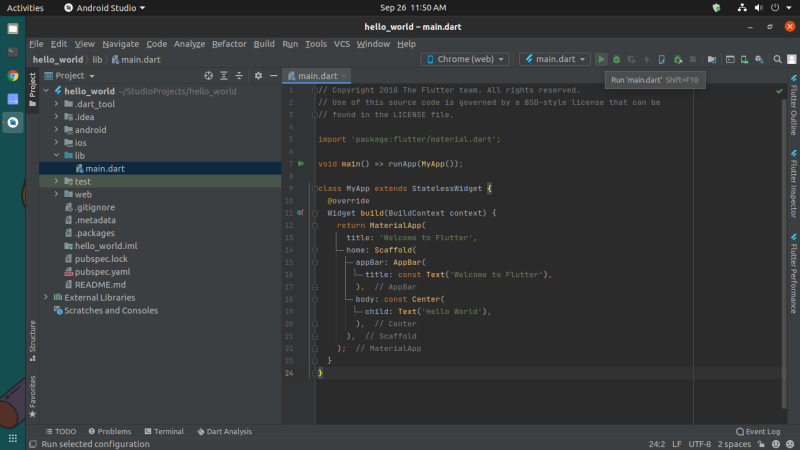 Activities
Android Studio
Sep 26 11:50 AM
hello_world – main.dart
File Edit View Navigate Code Analyze Refactor Build Run Tools VCS Window Help
hello_world lib main.dart
Chrome (web)
main.dart
Run 'main.dart' Shift+F10
Project
Project
main.dart
hello_world ~/StudioProjects/hello_world
.dart_tool
.idea
android
ios
lib
main.dart
test
web
.gitignore
.metadata
.packages
hello_world.iml
pubspec.lock
pubspec.yaml
README.md
External Libraries
Scratches and Consoles
Structure
Favorites
1 // Copyright 2018 The Flutter team. All rights reserved.
2 // Use of this source code is governed by a BSD-style license that can be
3 // found in the LICENSE file.
4
5 import 'package:flutter/material.dart';
6
7 void main() => runApp(MyApp());
8
9 class MyApp extends StatelessWidget {
10 @override
11 Widget build(BuildContext context) {
12 return MaterialApp(
13 title: 'Welcome to Flutter',
14 home: Scaffold(
15 appBar: AppBar(
16 title: const Text('Welcome to Flutter'),
17 ), // AppBar
18 body: const Center(
19 child: Text('Hello World'),
20 ), // Center
21 ), // Scaffold
22 ); // MaterialApp
23 }
24 }
Flutter Outline
Flutter Inspector
Flutter Performance
TODO
Problems
Terminal
Dart Analysis
Event Log
Run selected configuration
24:2 LF UTF-8 2 spaces